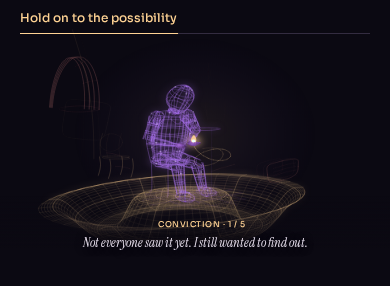 Hold on to the possibility
CONVICTION · 1 / 5
Not everyone saw it yet. I still wanted to find out.